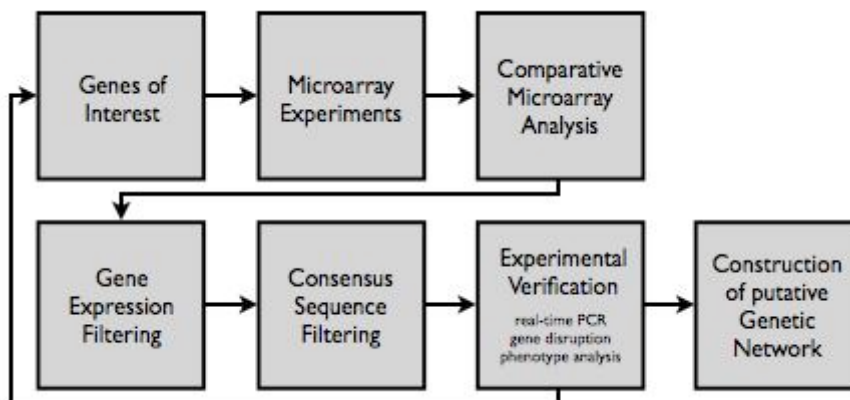 Genes of
Interest
Microarray
Experiments
Comparative
Microarray
Analysis
Gene
Expression
Filtering
Consensus
Sequence
Filtering
Experimental
Verification
real-time PCR
gene disruption
phenotype analysis
Construction
of putative
Genetic
Network